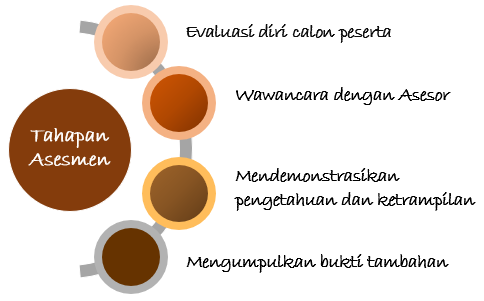 Evaluasi diri calon peserta
Wawancara dengan Asesor
Tahapan
Asesmen
Mendemonstrasikan
pengetahuan dan ketrampilan
Mengumpulkan bukti tambahan